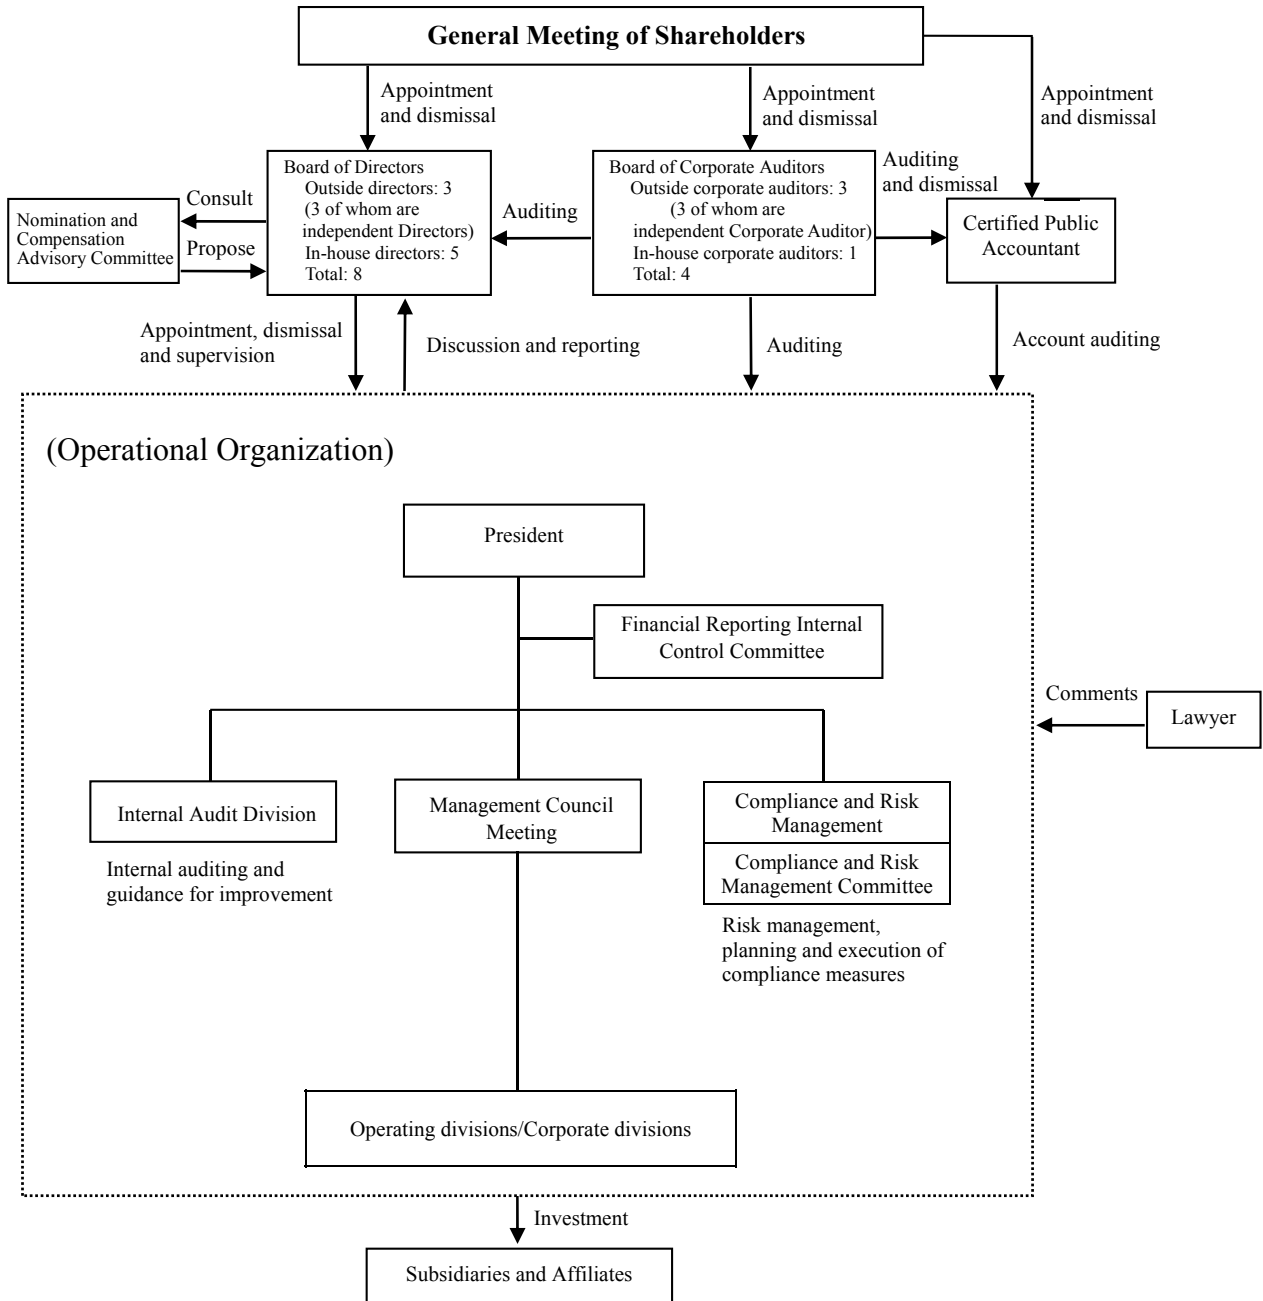 General Meeting of Shareholders
Appointment
and dismissal
Appointment
and dismissal
Appointment
and dismissal
Board of Directors
Outside directors: 3
(3 of whom are
independent Directors)
In-house directors: 5
Total: 8
Board of Corporate Auditors
Outside corporate auditors: 3
(3 of whom are
independent Corporate Auditor)
In-house corporate auditors: 1
Total: 4
Auditing
and dismissal
Consult
Nomination and
Compensation
Advisory Committee
Propose
Auditing
Certified Public
Accountant
Appointment, dismissal
and supervision
Discussion and reporting
Auditing
Account auditing
(Operational Organization)
President
Financial Reporting Internal
Control Committee
Comments
Lawyer
Internal Audit Division
Internal auditing and
guidance for improvement
Management Council
Meeting
Compliance and Risk
Management
Compliance and Risk
Management Committee
Risk management,
planning and execution of
compliance measures
Operating divisions/Corporate divisions
Investment
Subsidiaries and Affiliates